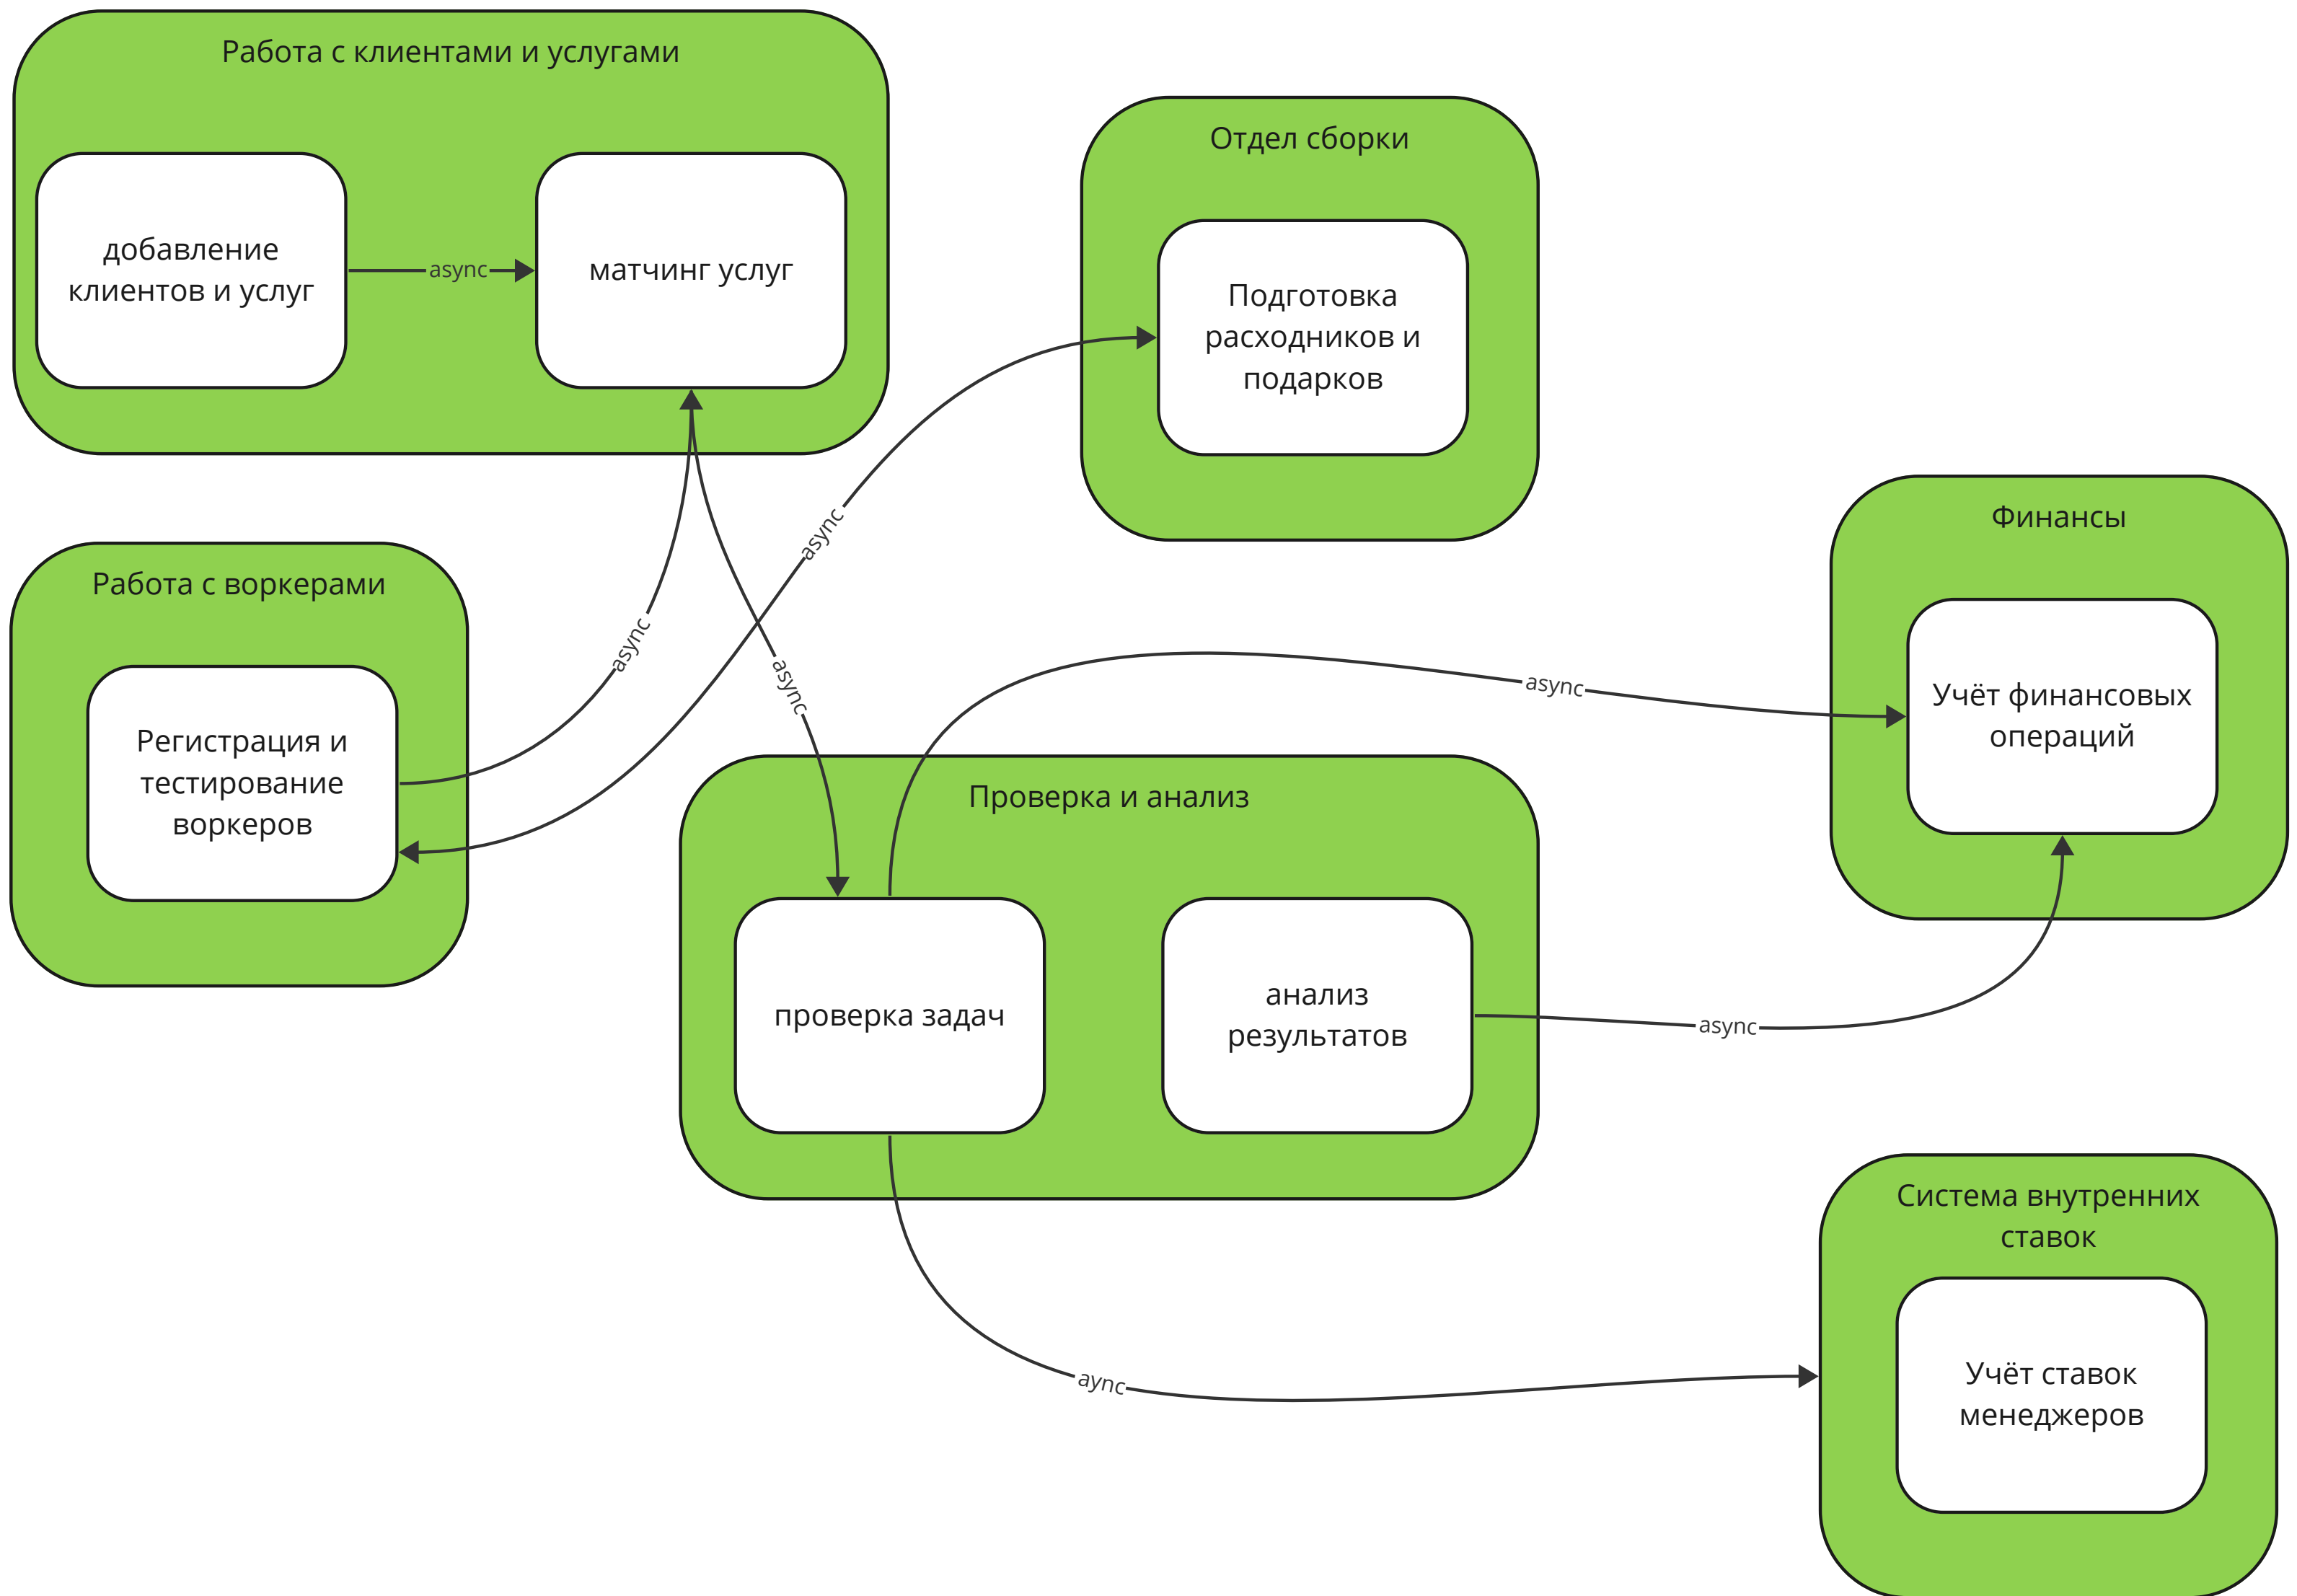 Работа с клиентами и услугами
добавление
клиентов и услуг
async
матчинг услуг
Отдел сборки
Подготовка
расходников и
подарков
async
Работа с воркерами
Регистрация и
тестирование
воркеров
async
async
Финансы
Учёт финансовых
операций
async
Проверка и анализ
проверка задач
анализ
результатов
async
Система внутренних
ставок
Учёт ставок
менеджеров
aync